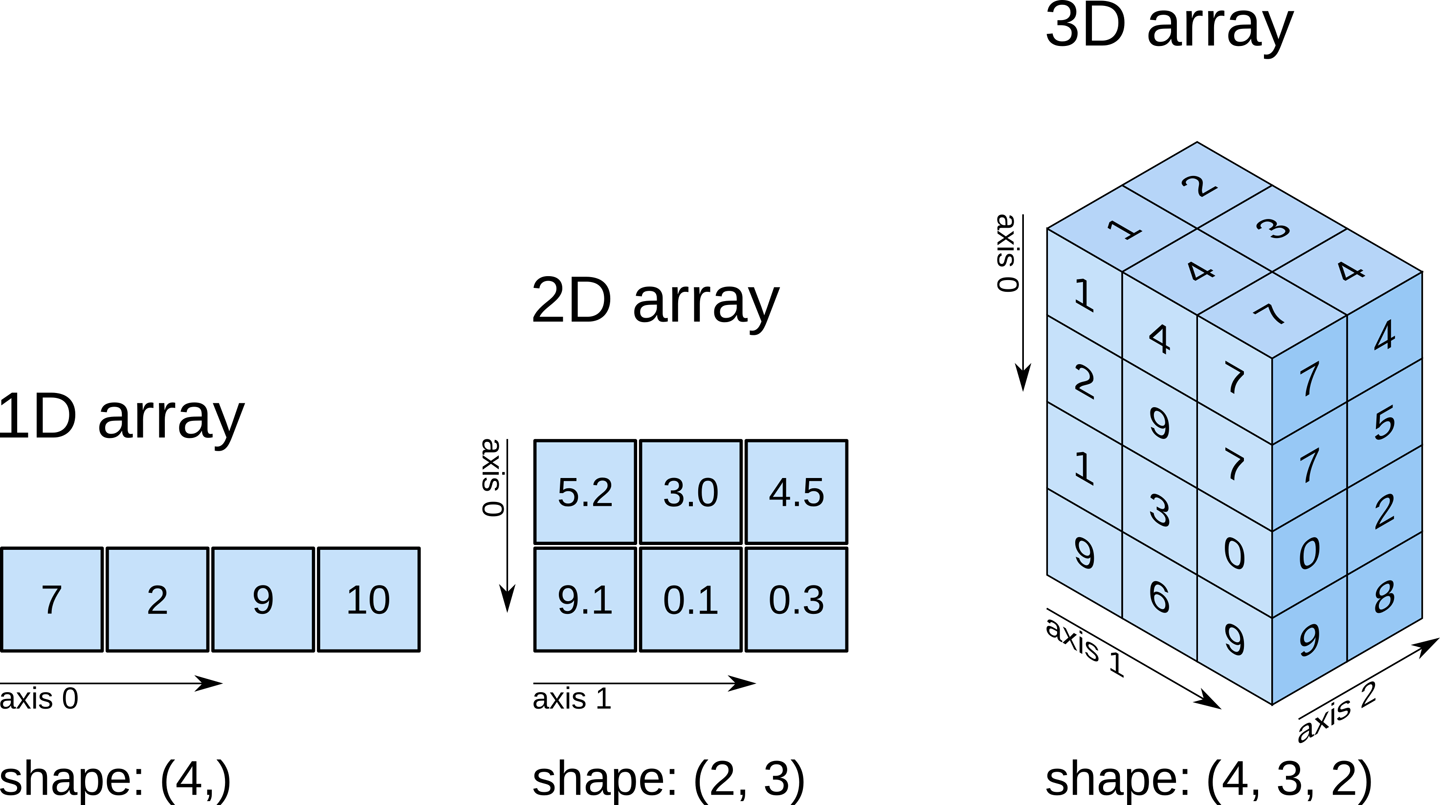 1D array
7 2 9 10
axis 0
shape: (4,)
2D array
axis 0
5.2 3.0 4.5
9.1 0.1 0.3
axis 1
shape: (2, 3)
3D array
axis 0
2
1 3
4 4
7
1 4 7 7 4
2 9 7 7 5
1 3 0 0 2
9 6 9 9 8
axis 1
axis 2
shape: (4, 3, 2)